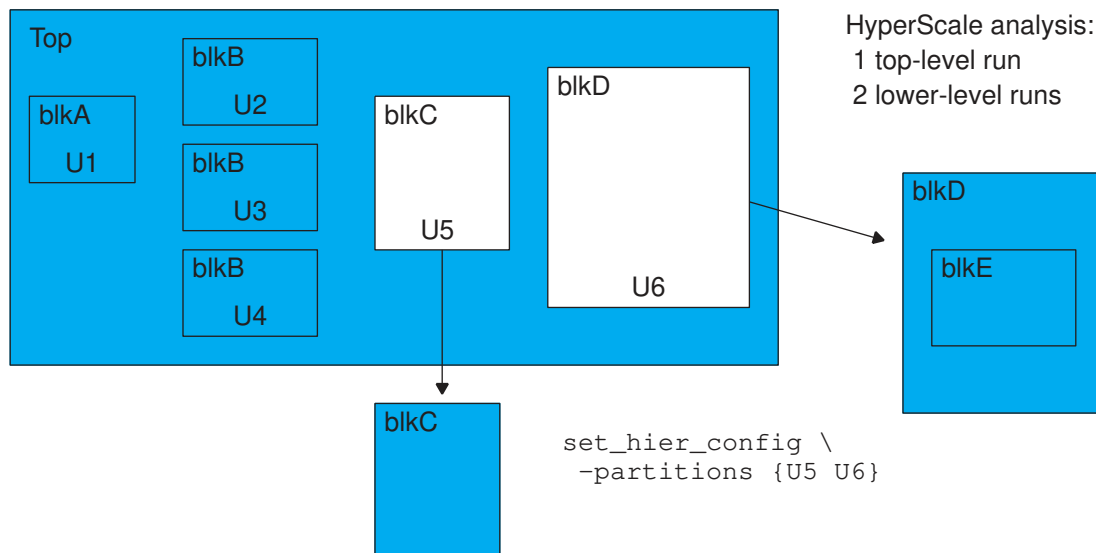 Top
blkA
U1
blkB
U2
blkB
U3
blkB
U4
blkC
U5
blkD
U6
HyperScale analysis:
1 top-level run
2 lower-level runs
blkD
blkE
blkC
set_hier_config \
-partitions {U5 U6}